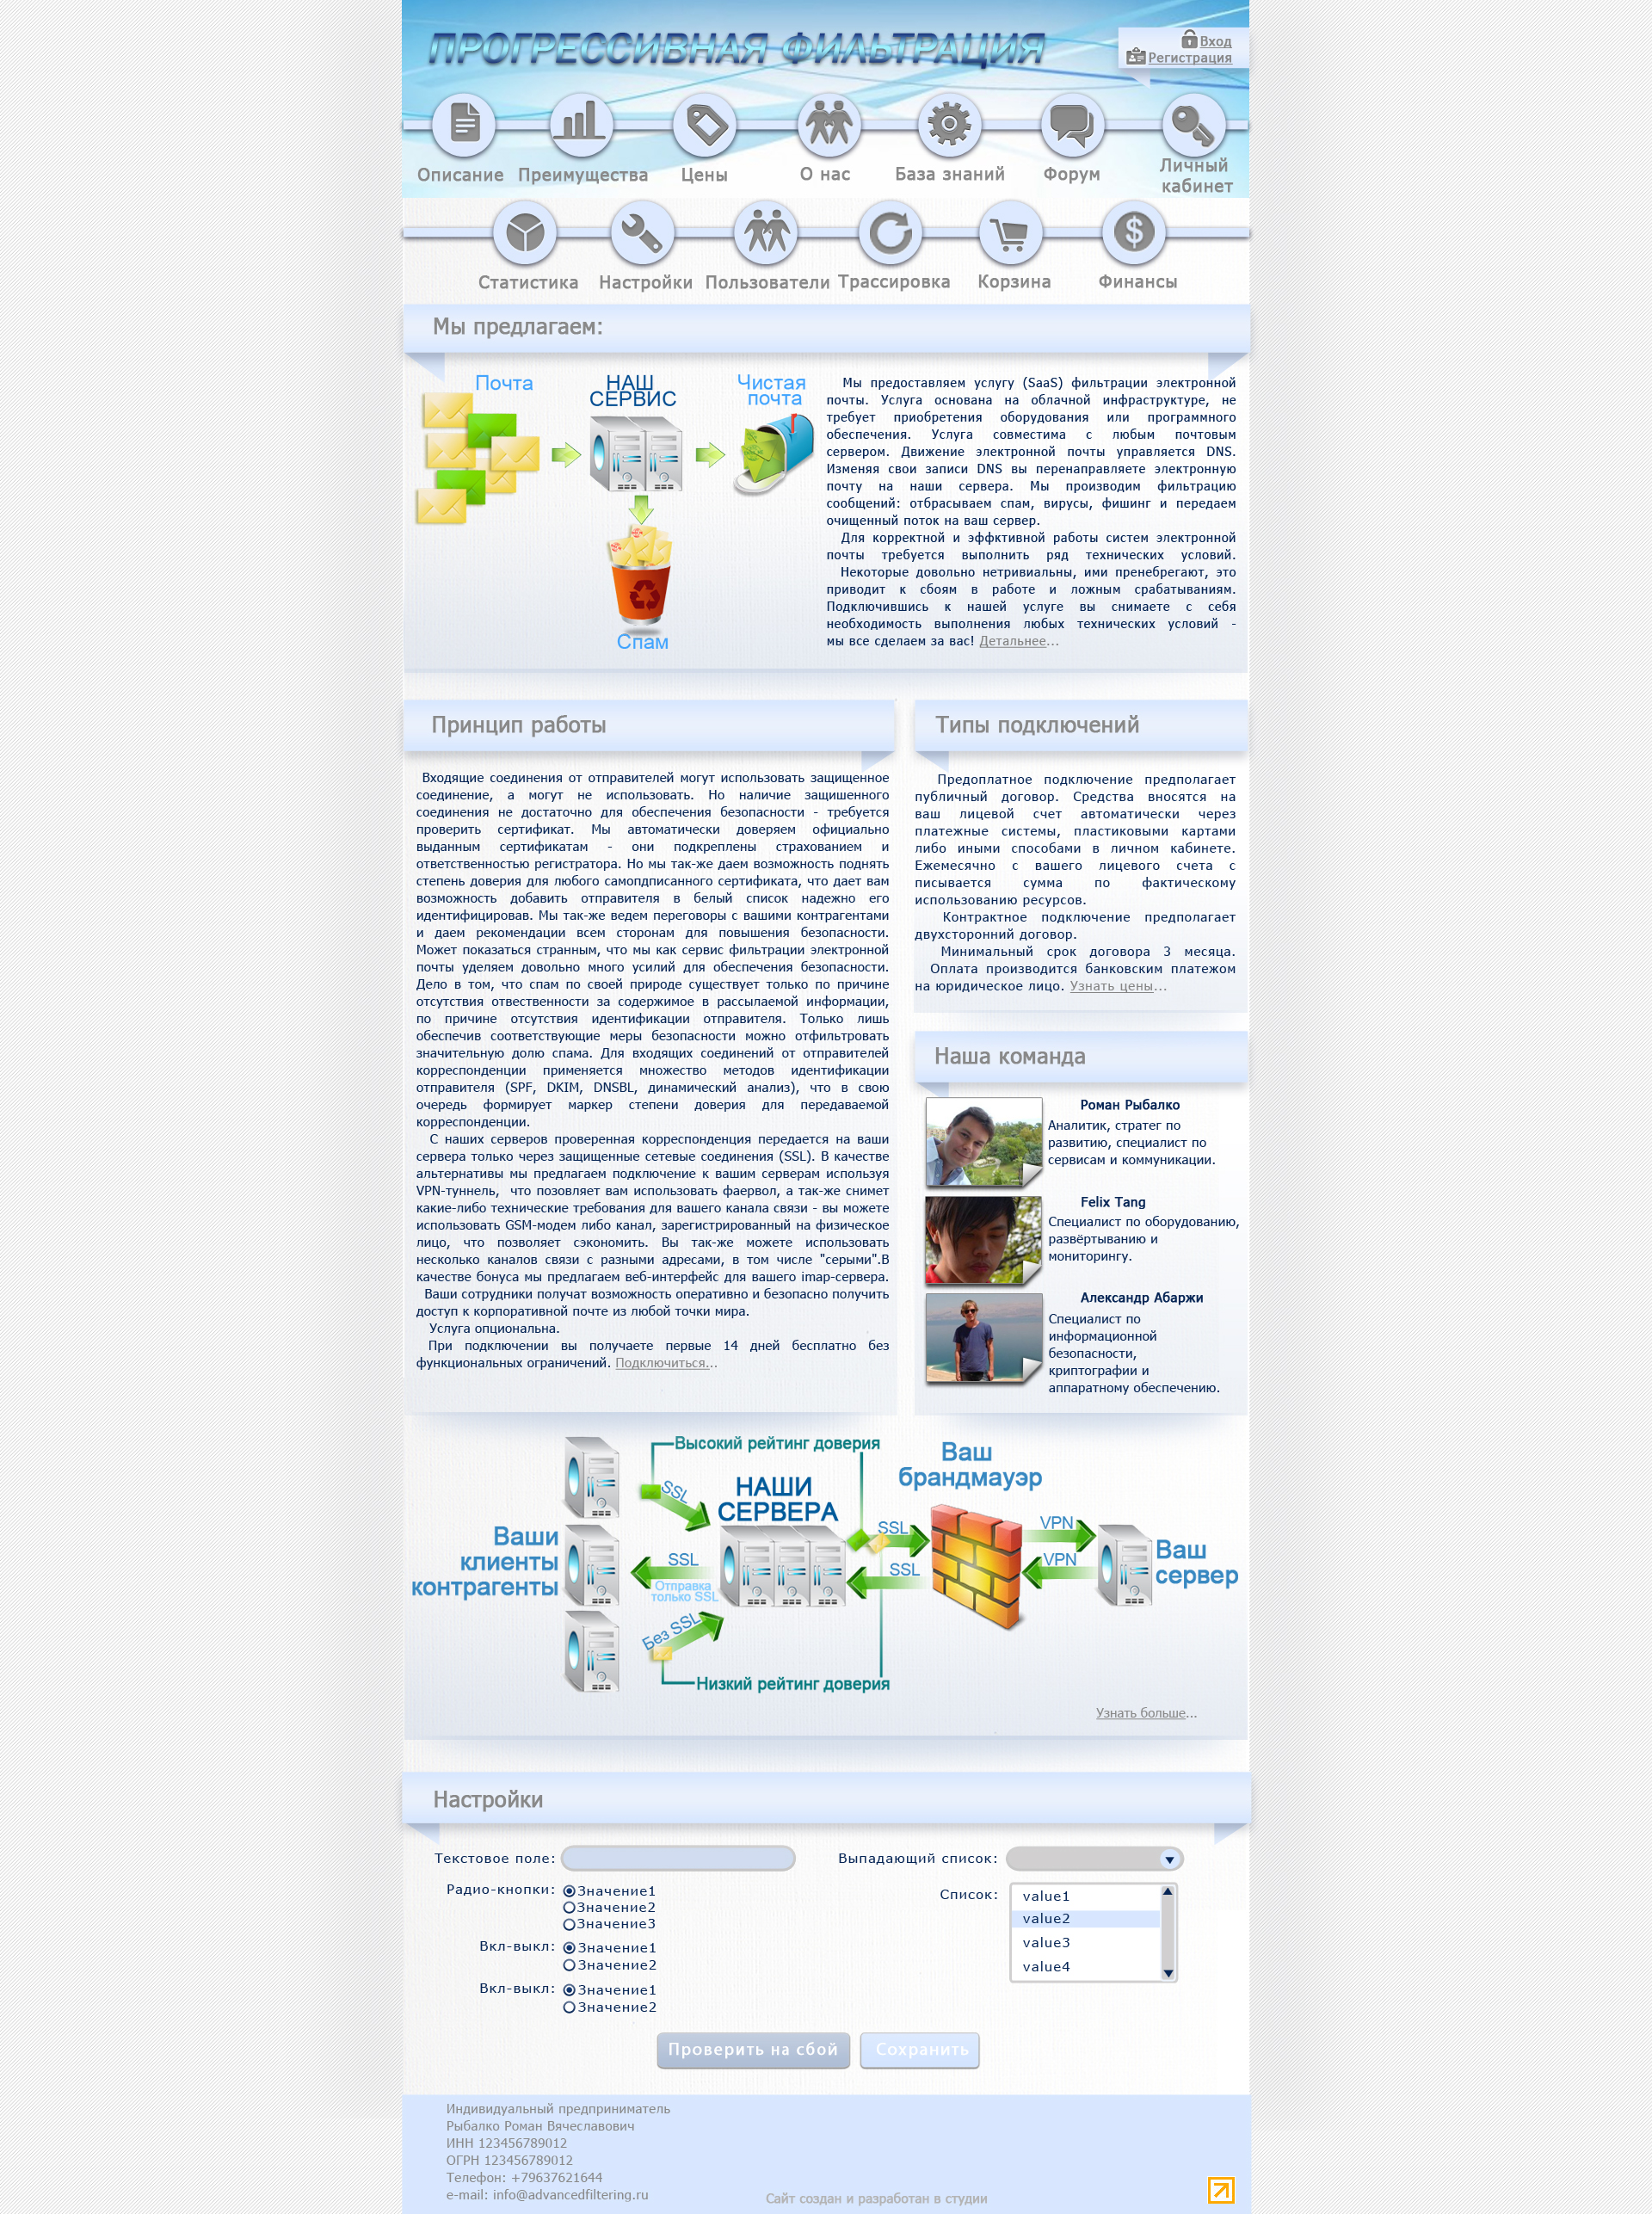 ПРОГРЕССИВНАЯ ФИЛЬТРАЦИЯ
Вход
Регистрация
Описание
Преимущества
Цены
О нас
База знаний
Форум
Личный
кабинет
Статистика
Настройки
Пользователи
Трассировка
Корзина
Финансы
Мы предлагаем:
Почта
НАШ
СЕРВИС
Чистая
почта
Спам
Мы предоставляем услугу (SaaS) фильтрации электронной
почты. Услуга основана на облачной инфраструктуре, не
требует приобретения оборудования или программного
обеспечения. Услуга совместима с любым почтовым
сервером. Движение электронной почты управляется DNS.
Изменяя свои записи DNS вы перенаправляете электронную
почту на наши сервера. Мы производим фильтрацию
сообщений: отбрасываем спам, вирусы, фишинг и передаем
очищенный поток на ваш сервер.
Для корректной и эффктивной работы систем электронной
почты требуется выполнить ряд технических условий.
Некоторые довольно нетривиальны, ими пренебрегают, это
приводит к сбоям в работе и ложным срабатываниям.
Подключившись к нашей услуге вы снимаете с себя
необходимость выполнения любых технических условий -
мы все сделаем за вас! Детальнее...
Принцип работы
Входящие соединения от отправителей могут использовать защищенное
соединение, а могут не использовать. Но наличие защишенного
соединения не достаточно для обеспечения безопасности - требуется
проверить сертификат. Мы автоматически доверяем официально
выданным сертификатам - они подкреплены страхованием и
ответственностью регистратора. Но мы так-же даем возможность поднять
степень доверия для любого самопдписанного сертификата, что дает вам
возможность добавить отправителя в белый список надежно его
идентифицировав. Мы так-же ведем переговоры с вашими контрагентами
и даем рекомендации всем сторонам для повышения безопасности.
Может показаться странным, что мы как сервис фильтрации электронной
почты уделяем довольно много усилий для обеспечения безопасности.
Дело в том, что спам по своей природе существует только по причине
отсутствия отвественности за содержимое в рассылаемой информации,
по причине отсутствия идентификации отправителя. Только лишь
обеспечив соответствующие меры безопасности можно отфильтровать
значительную долю спама. Для входящих соединений от отправителей
корреспонденции применяется множество методов идентификации
отправителя (SPF, DKIM, DNSBL, динамический анализ), что в свою
очередь формирует маркер степени доверия для передаваемой
корреспонденции.
С наших серверов проверенная корреспонденция передается на ваши
сервера только через защищенные сетевые соединения (SSL). В качестве
альтернативы мы предлагаем подключение к вашим серверам используя
VPN-туннель, что позовляет вам использовать фаервол, а так-же снимет
какие-либо технические требования для вашего канала связи - вы можете
использовать GSM-модем либо канал, зарегистрированный на физическое
лицо, что позволяет сэкономить. Вы так-же можете использовать
несколько каналов связи с разными адресами, в том числе "серыми".В
качестве бонуса мы предлагаем веб-интерфейс для вашего imap-сервера.
Ваши сотрудники получат возможность оперативно и безопасно получить
доступ к корпоративной почте из любой точки мира.
Услуга опциональна.
При подключении вы получаете первые 14 дней бесплатно без
функциональных ограничений. Подключиться...
Типы подключений
Предоплатное подключение предполагает
публичный договор. Средства вносятся на
ваш лицевой счет автоматически через
платежные системы, пластиковыми картами
либо иными способами в личном кабинете.
Ежемесячно с вашего лицевого счета с
писывается сумма по фактическому
использованию ресурсов.
Контрактное подключение предполагает
двухсторонний договор.
Минимальный срок договора 3 месяца.
Оплата производится банковским платежом
на юридическое лицо. Узнать цены...
Наша команда
Роман Рыбалко
Аналитик, стратег по
развитию, специалист по
сервисам и коммуникации.
Felix Tang
Специалист по оборудованию,
развёртыванию и
мониторингу.
Александр Абаржи
Специалист по
информационной
безопасности,
криптографии и
аппаратному обеспечению.
Высокий рейтинг доверия
Ваш
брандмауэр
SSL
НАШИ
СЕРВЕРА
SSL
VPN
Ваши
клиенты
контрагенты
SSL
SSL
VPN
Ваш
сервер
Отправка
только SSL
Без SSL
Низкий рейтинг доверия
Узнать больше...
Настройки
Текстовое поле:
Выпадающий список:
Радио-кнопки:
Значение1
Значение2
Значение3
Список:
value1
value2
value3
value4
Вкл-выкл:
Значение1
Значение2
Вкл-выкл:
Значение1
Значение2
Проверить на сбой
Сохранить
Индивидуальный предприниматель
Рыбалко Роман Вячеславович
ИНН 123456789012
ОГРН 123456789012
Телефон: +79637621644
e-mail: info@advancedfiltering.ru
Сайт создан и разработан в студии